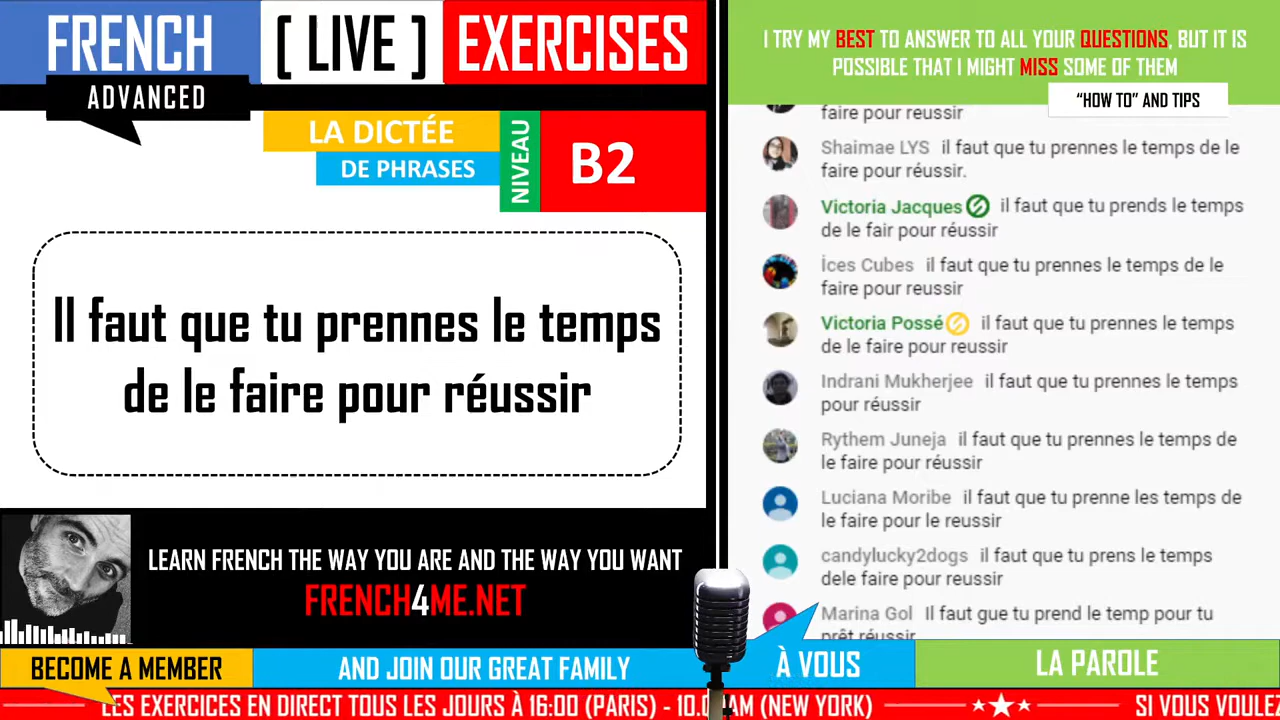 FRENCH
[ LIVE ]
EXERCISES
ADVANCED
LA DICTÉE
DE PHRASES
NIVEAU
B2
Il faut que tu prennes le temps
de le faire pour réussir
LEARN FRENCH THE WAY YOU ARE AND THE WAY YOU WANT
FRENCH4ME.NET
I TRY MY BEST TO ANSWER TO ALL YOUR QUESTIONS, BUT IT IS
POSSIBLE THAT I MIGHT MISS SOME OF THEM
“HOW TO” AND TIPS
faire pour reussir
Shaimae LYS il faut que tu prennes le temps de le
faire pour réussir.
Victoria Jacques il faut que tu prends le temps
de le fair pour réussir
İces Cubes il faut que tu prennes le temps de le
faire pour reussir
Victoria Possé il faut que tu prennes le temps
de le faire pour reussir
Indrani Mukherjee il faut que tu prennes le temps
pour réussir
Rythem Juneja il faut que tu prennes le temps de
le faire pour réussir
Luciana Moribe il faut que tu prenne les temps de
le faire pour le reussir
candylucky2dogs il faut que tu prens le temps
dele faire pour reussir
Marina Gol Il faut gue tu prend le temp pour tu
prêt réussir
BECOME A MEMBER
AND JOIN OUR GREAT FAMILY
À VOUS
LA PAROLE
LES EXERCICES EN DIRECT TOUS LES JOURS À 16:00 (PARIS) - 10.0 AM (NEW YORK)
SI VOUS VOULEZ